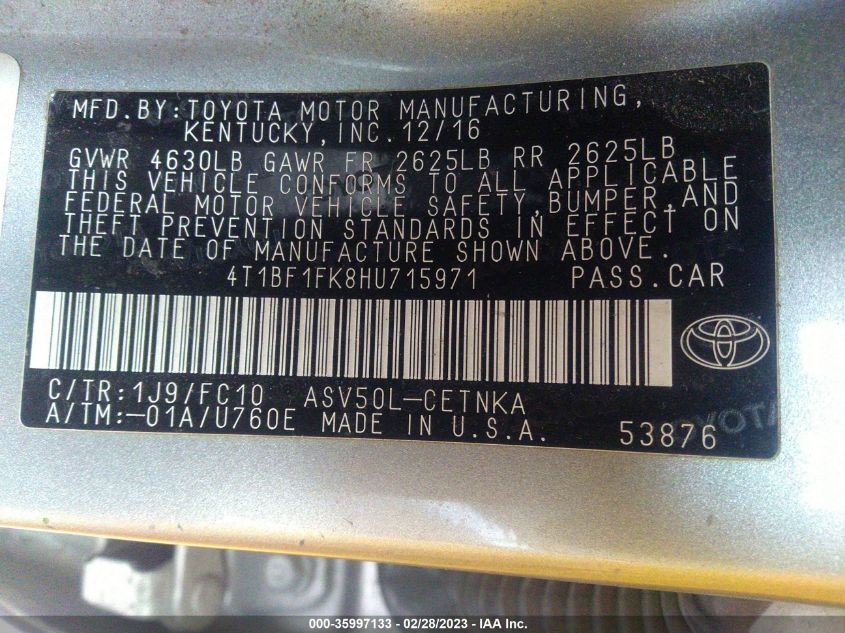 MFD.BY:TOYOTA MOTOR MANUFACTURING,
KENTUCKY,INC.12/16
GVWR 4630LB GAWR FR 2625LB RR 2625LB
THIS VEHICLE CONFORMS TO ALL APPLICABLE
FEDERAL MOTOR VEHICLE SAFETY,BUMPER,AND
THEFT PREVENTION STANDARDS IN EFFECT ON
THE DATE OF MANUFACTURE SHOWN ABOVE.
4T1BF1FK8HU715971 PASS.CAR
C/TR:1J9/FC10 ASV50L-CETNKA
A/TM:-01A/U760E MADE IN U.S.A. 53876
TOYOTA
000-35997133 - 02/28/2023 - © IAA Inc.